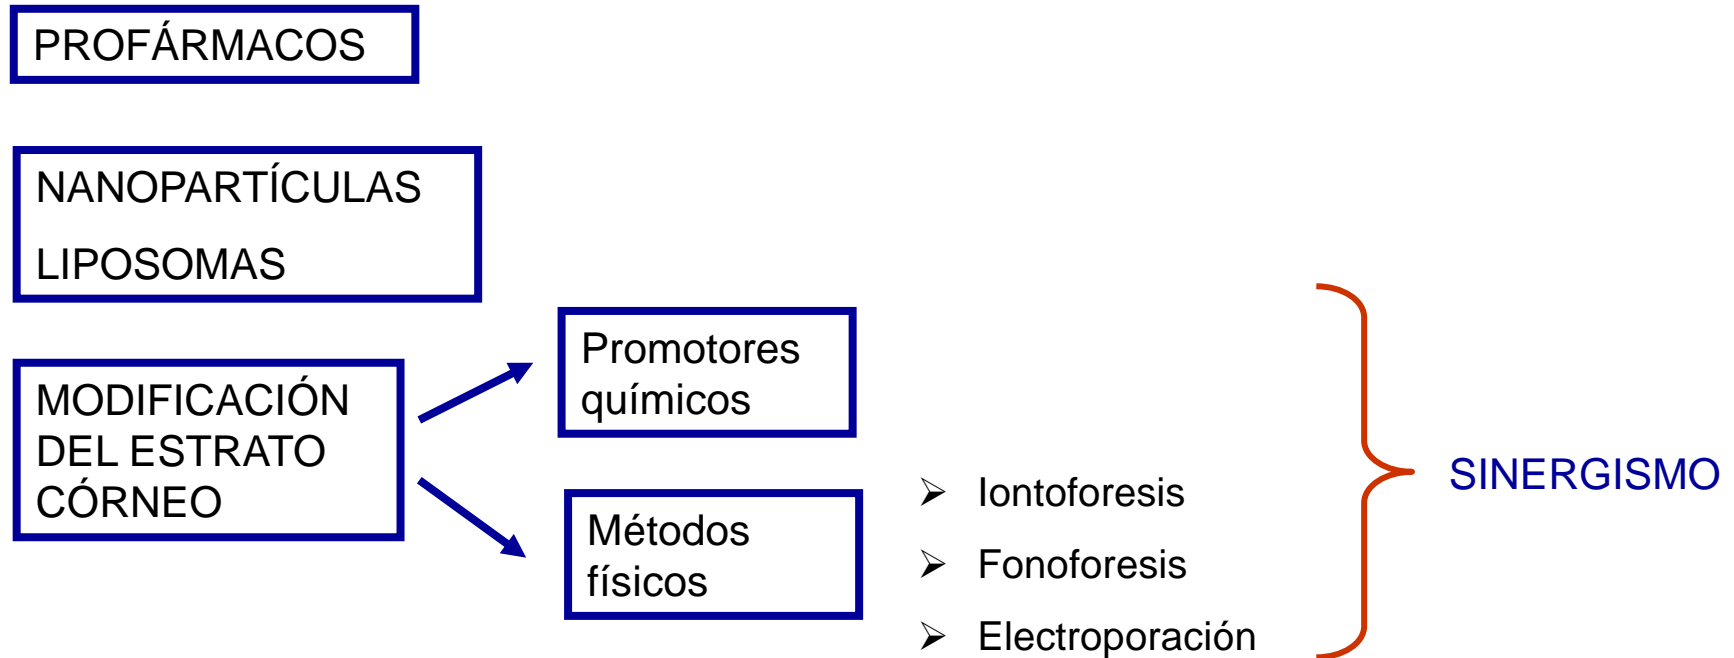 PROFÁRMACOS
NANOPARTÍCULAS
LIPOSOMAS
MODIFICACIÓN
DEL ESTRATO
CÓRNEO
Promotores
químicos
Métodos
físicos
➢ Iontoforesis
➢ Fonoforesis
➢ Electroporación
SINERGISMO